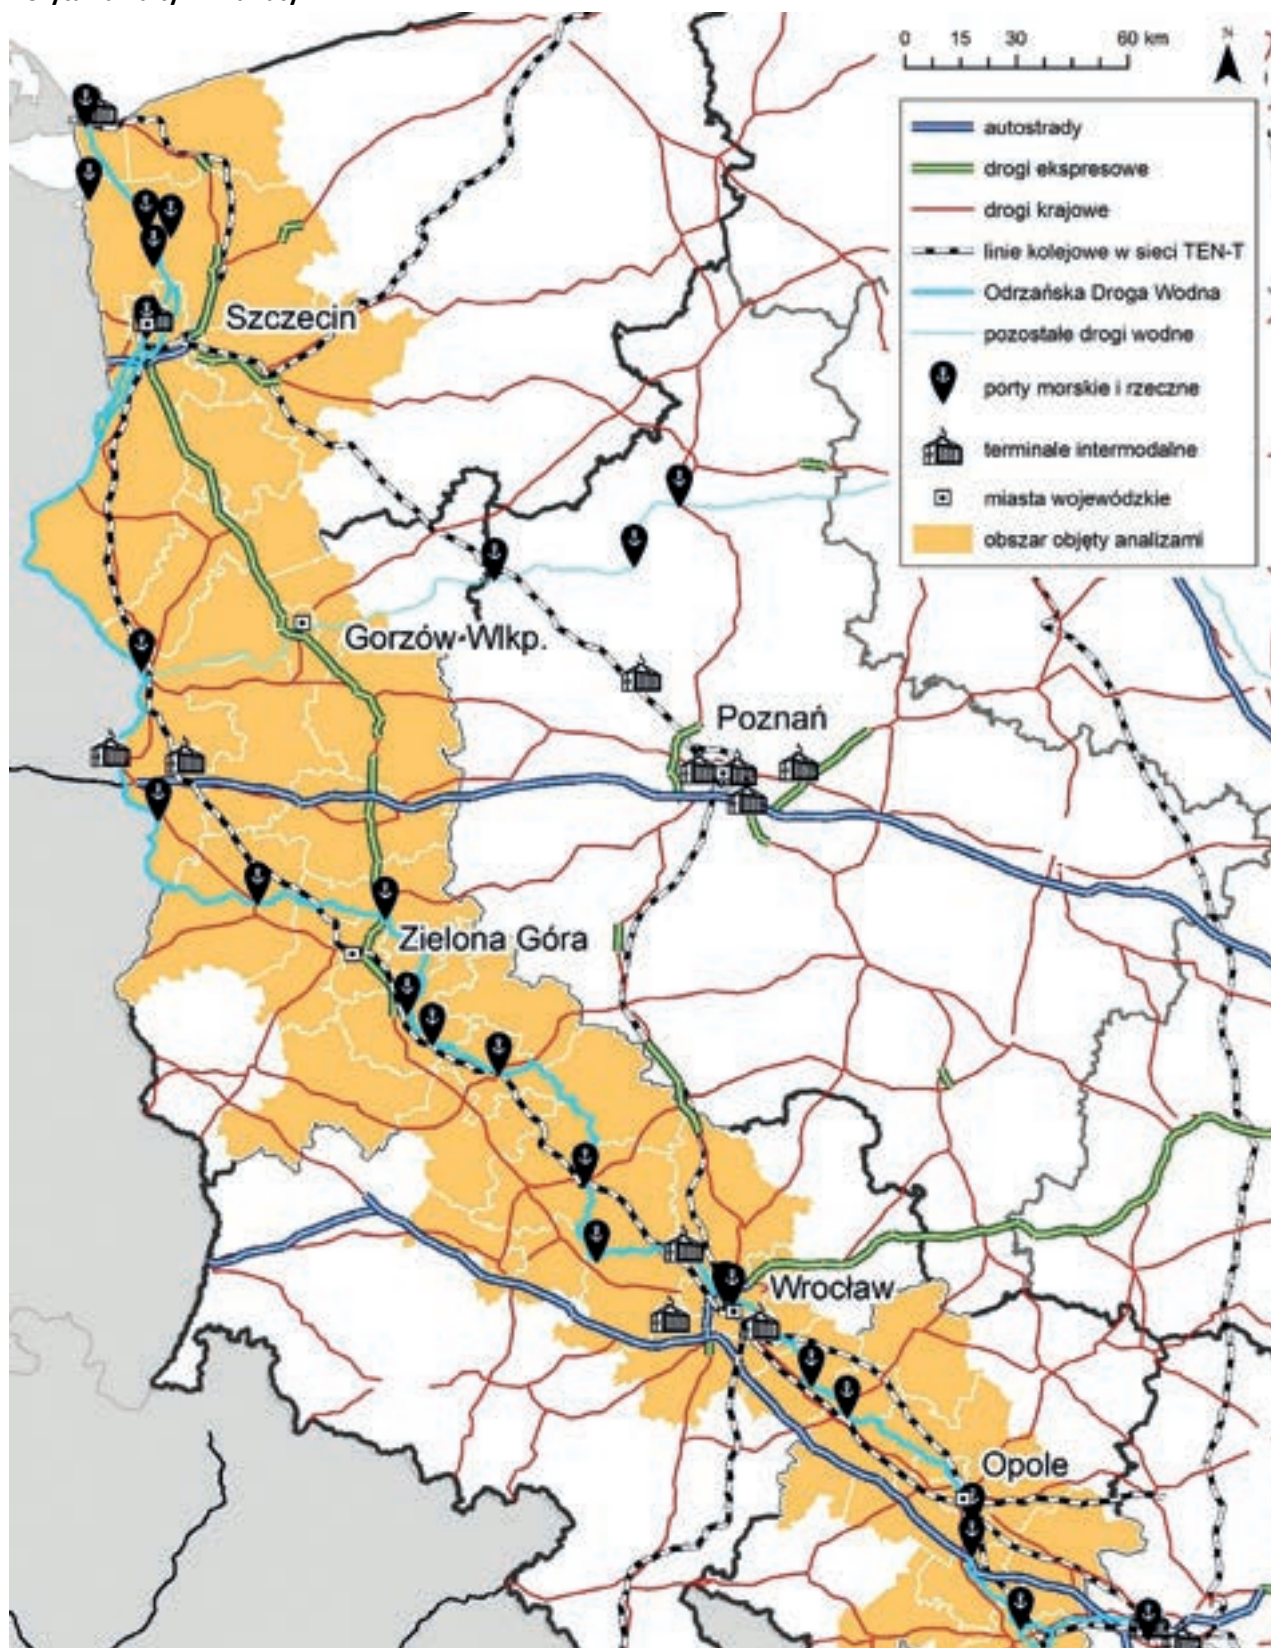 0 15 30 60 km
N
autostrady
drogi ekspresowe
drogi krajowe
linie kolejowe w sieci TEN-T
Odrzańska Droga Wodna
pozostałe drogi wodne
porty morskie i rzeczne
terminale intermodalne
miasta wojewódzkie
obszar objęty analizami
Szczecin
Gorzów-Wlkp.
Poznań
Zielona Góra
Wrocław
Opole